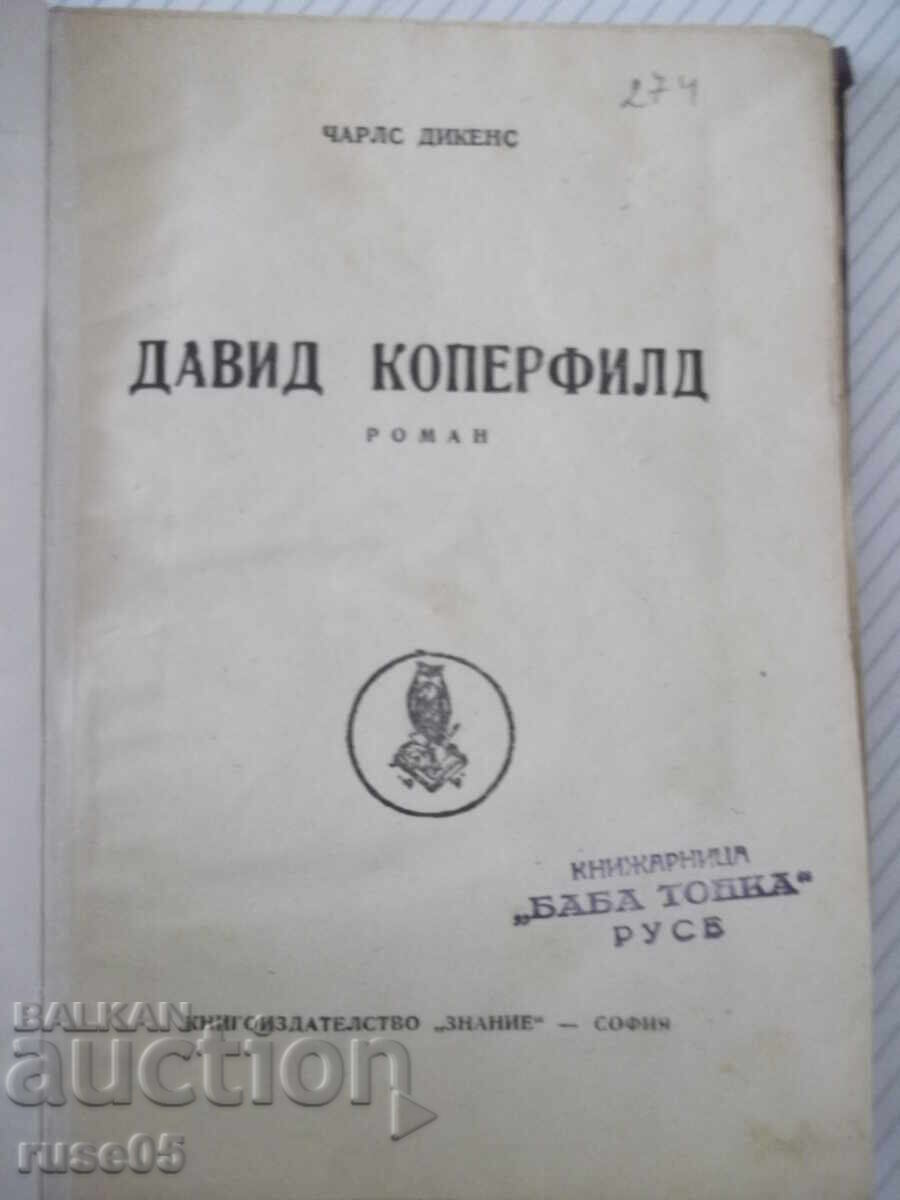 274
ЧАРЛС ДИКЕНС
ДАВИД КОПЕРФИЛД
РОМАН
КНИЖАРНИЦА
„БАБА ТОНКА“
РУСЕ
КНИГОИЗДАТЕЛСТВО „ЗНАНИЕ“ — СОФИЯ
BALKAN
auction
ruse05